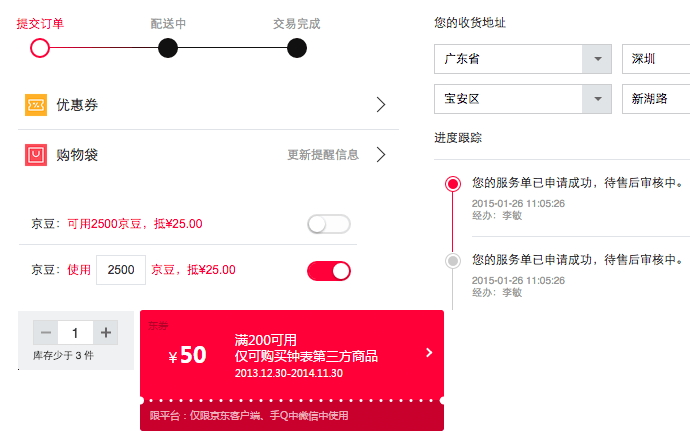 提交订单
配送中
交易完成
优惠券
购物袋
更新提醒信息
京豆：可用2500京豆，抵¥25.00
京豆：使用 2500 京豆，抵¥25.00
1
库存少于 3 件
东券
¥50
满200可用
仅可购买钟表第三方商品
2013.12.30-2014.11.30
限平台：仅限京东客户端、手Q中微信中使用
您的收货地址
广东省
深圳
宝安区
新湖路
进度跟踪
您的服务单已申请成功，待售后审核中。
2015-01-26 11:05:26
经办：李敏
您的服务单已申请成功，待售后审核中。
2015-01-26 11:05:26
经办：李敏